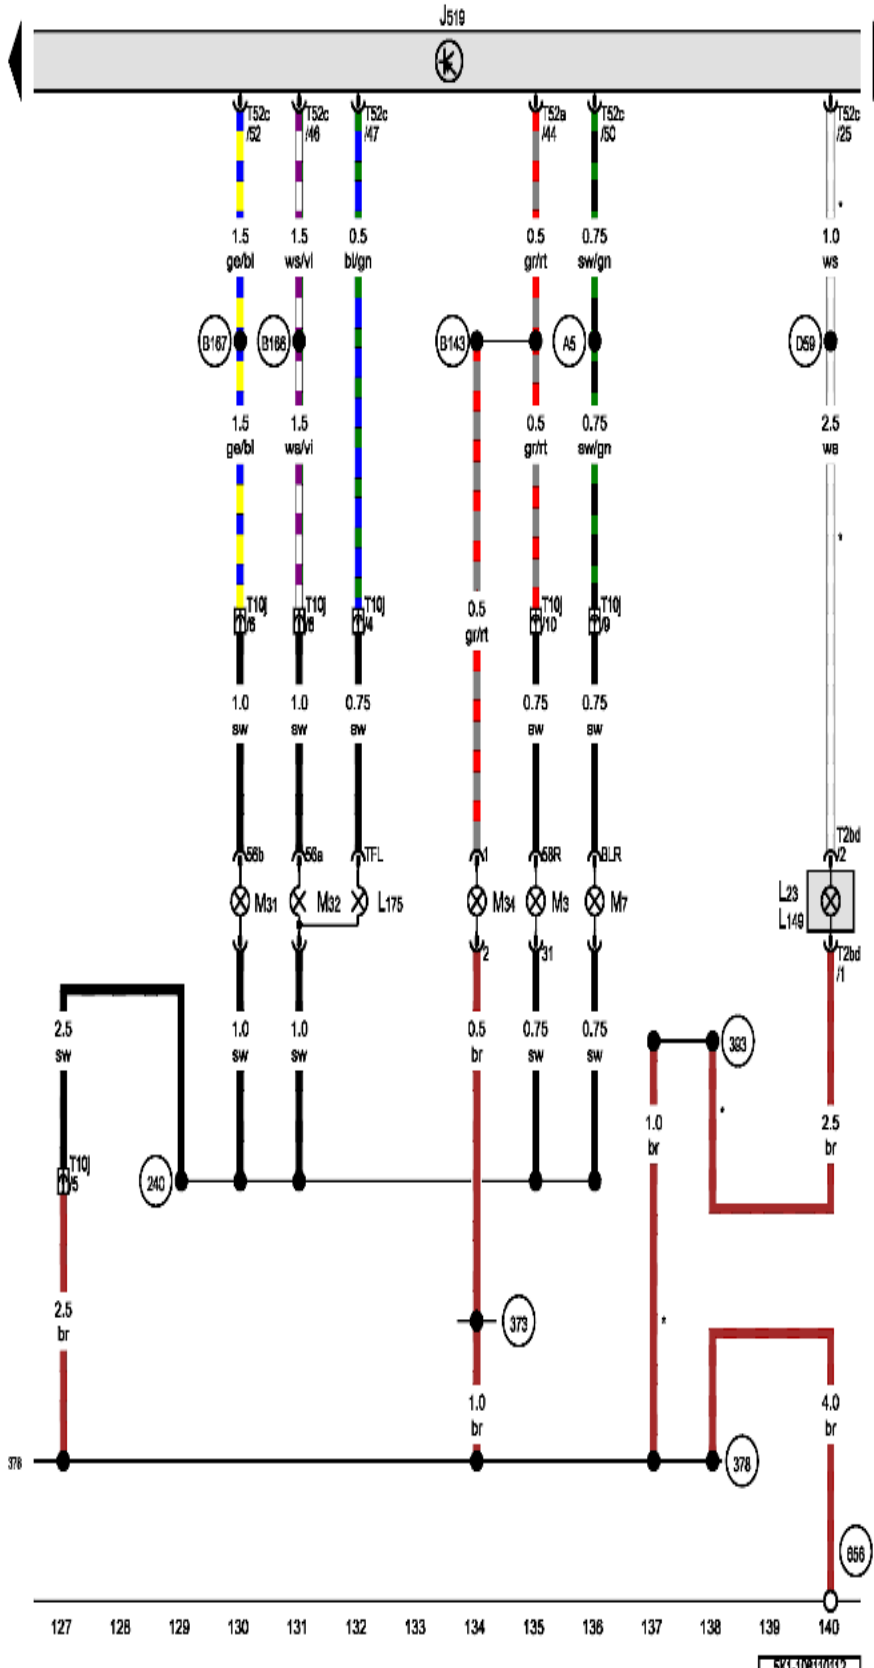 J519
T52c T52c T52c T52a T52c T52c
/52 /46 /47 /44 /50 /25
*
1.5 1.5 0.5 0.5 0.75 1.0
ge/bl ws/vi bl/gn gr/rt sw/gn ws
B167 B166 B143 A5 D59
1.5 1.5 0.5 0.75 2.5
ge/bl ws/vi gr/rt sw/gn ws
*
T10j T10j T10j T10j T10j
/4 /10 /9
0.5
gr/rt
1.0 1.0 0.75 0.75 0.75
sw sw sw sw sw
T2bd
56b 56a TFL 1 58R BLR /2
M31 M32 L175 M34 M3 M7 L23
L149
2 31 T2bd
/1
2.5 1.0 1.0 0.5 0.75 0.75
sw sw sw br sw sw
393
*
1.0 2.5
br br
T10j
/5 240
2.5
br
373 *
1.0 4.0
br br
378 378
656
127 128 129 130 131 132 133 134 135 136 137 138 139 140